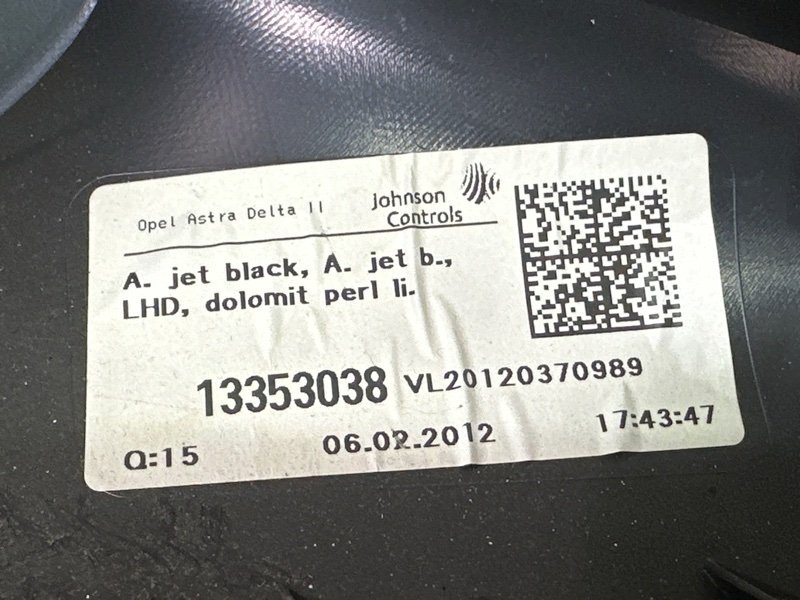 Opel Astra Delta II
Johnson
Controls
A. jet black, A. jet b.,
LHD, dolomit perl li.
13353038 VL20120370989
Q:15 06.02.2012 17:43:47